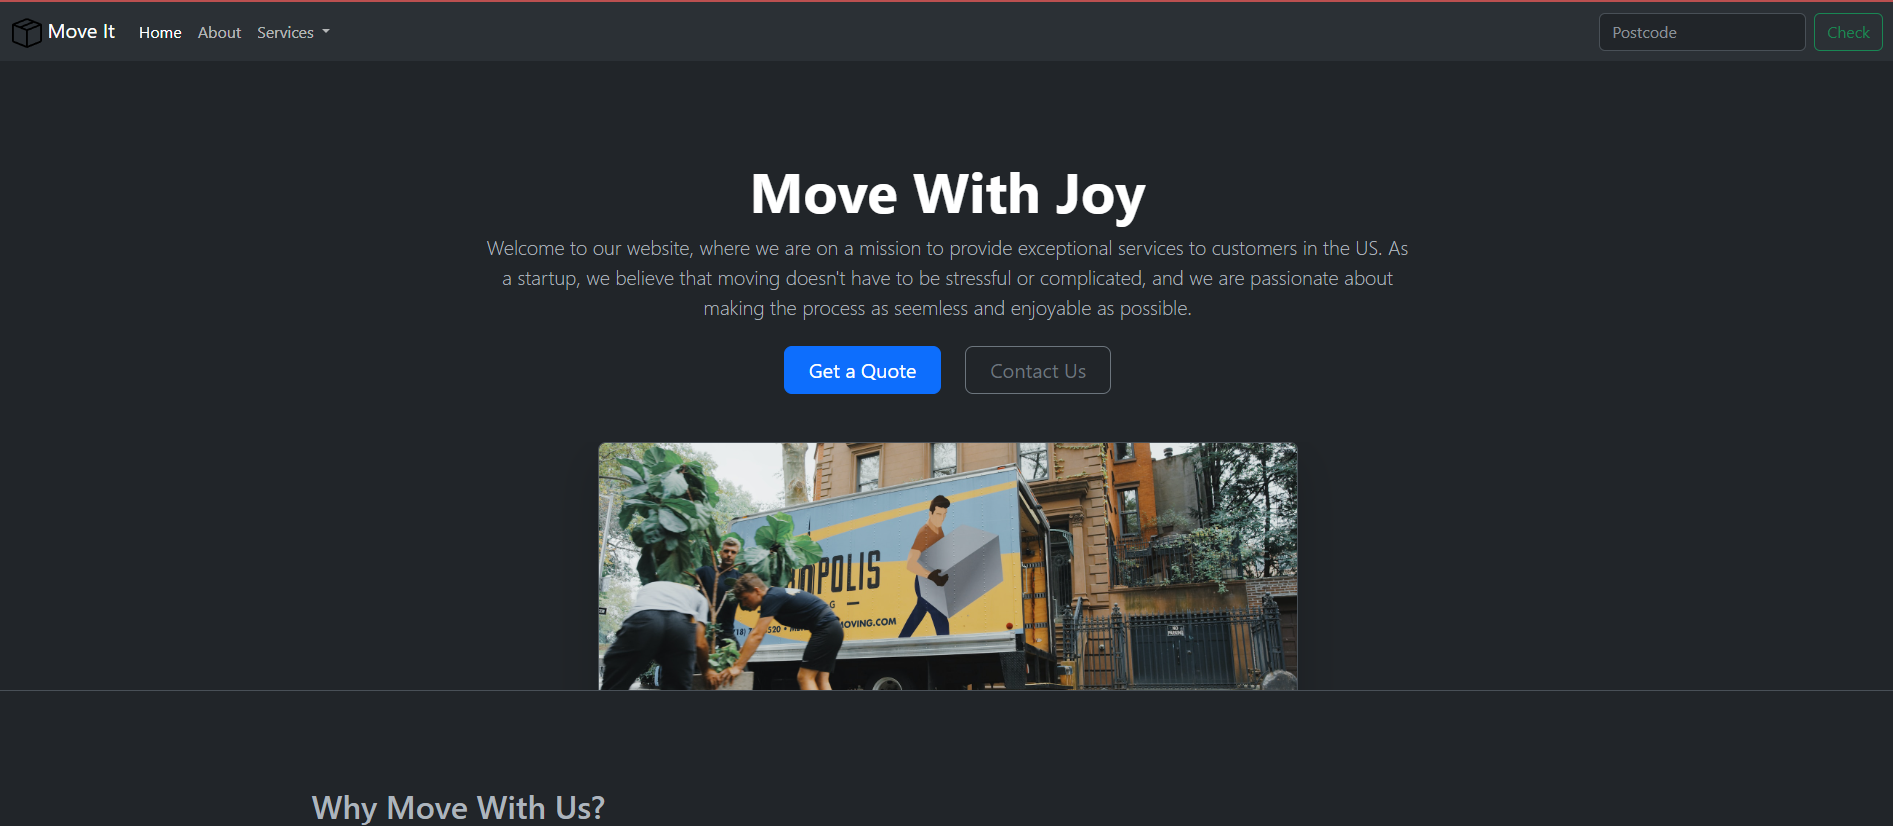 Move It
Home
About
Services
Postcode
Check
Move With Joy
Welcome to our website, where we are on a mission to provide exceptional services to customers in the US. As
a startup, we believe that moving doesn't have to be stressful or complicated, and we are passionate about
making the process as seemless and enjoyable as possible.
Get a Quote
Contact Us
POLIS
G
MOVING.COM
NO
PARKING
Why Move With Us?